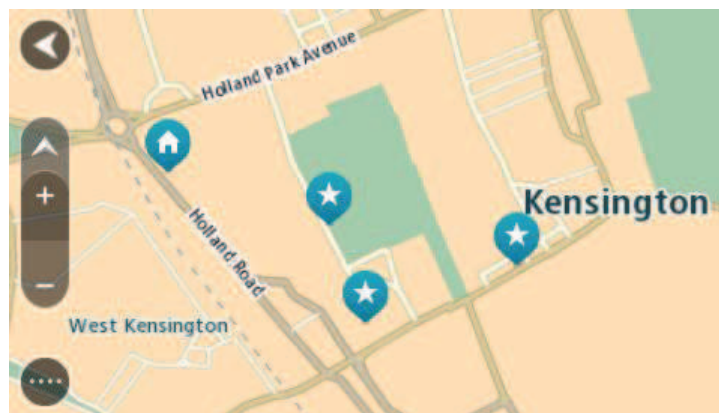 Holland Park Avenue
Kensington
Holland Road
West Kensington